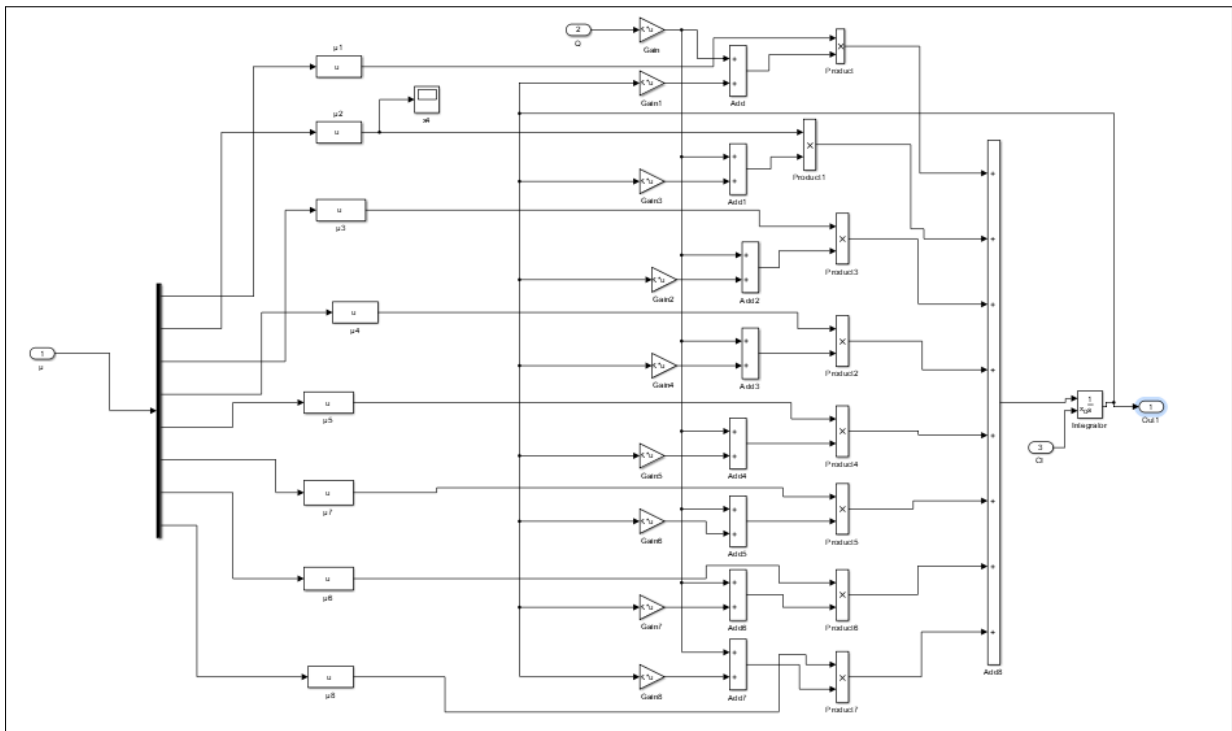 2
Q
K*u
Gain
µ1
u
+
+
Add
×
Product
K*u
Gain1
µ2
u
x4
×
Product1
+
+
Add1
K*u
Gain3
u
µ3
×
Product3
+
+
Add2
K*u
Gain2
u
µ4
×
Product2
+
+
Add3
K*u
Gain4
1
µ
u
µ5
×
Product4
+
+
Add4
K*u
Gain5
u
µ7
×
Product5
+
+
Add5
K*u
Gain6
u
µ6
×
Product6
+
+
Add6
K*u
Gain7
u
µ8
×
Product7
+
+
Add7
K*u
Gain8
+
+
+
+
+
+
+
+
Add8
1
Integrator
3
1
Out1